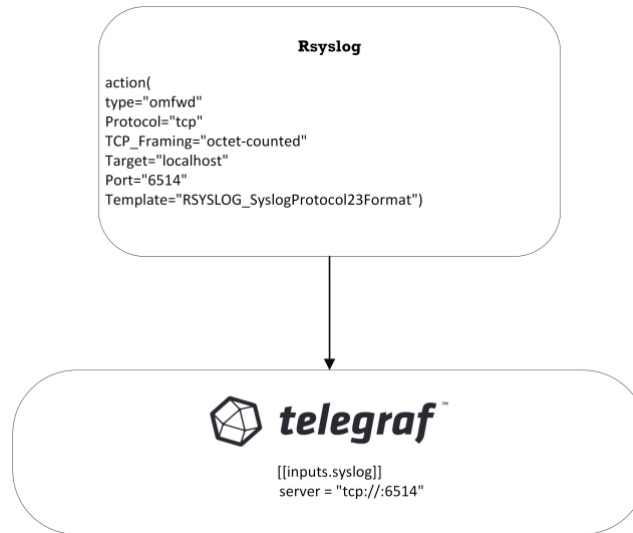 Rsyslog
action(
type="omfwd"
Protocol="tcp"
TCP_Framing="octet-counted"
Target="localhost"
Port="6514"
Template="RSYSLOG_SyslogProtocol23Format")
telegraf™
[[inputs.syslog]]
server = "tcp://:6514"